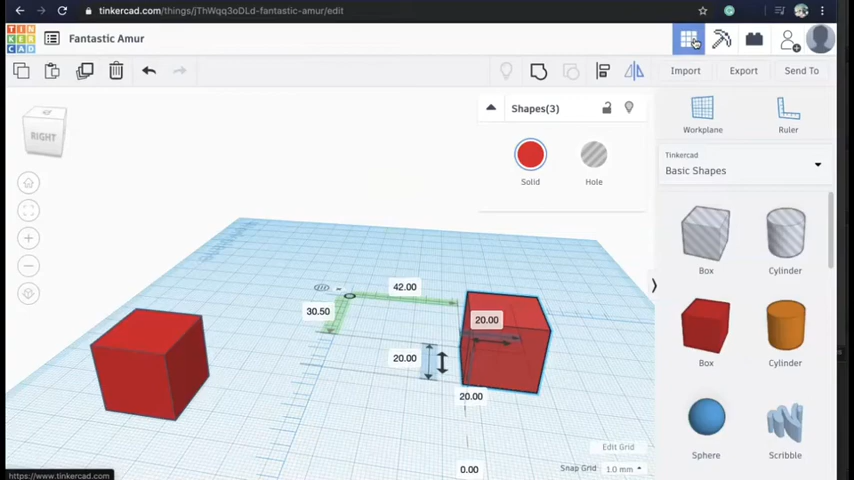 tinkercad.com/things/jThWqq3oDLd-fantastic-amur/edit
TIN
KER
CAD
Fantastic Amur
Import
Export
Send To
Shapes(3)
Solid
Hole
Workplane
Ruler
Tinkercad
Basic Shapes
RIGHT
42.00
30.50
20.00
20.00
20.00
0.00
Box
Cylinder
Box
Cylinder
Sphere
Scribble
Edit Grid
Snap Grid 1.0 mm
https://www.tinkercad.com